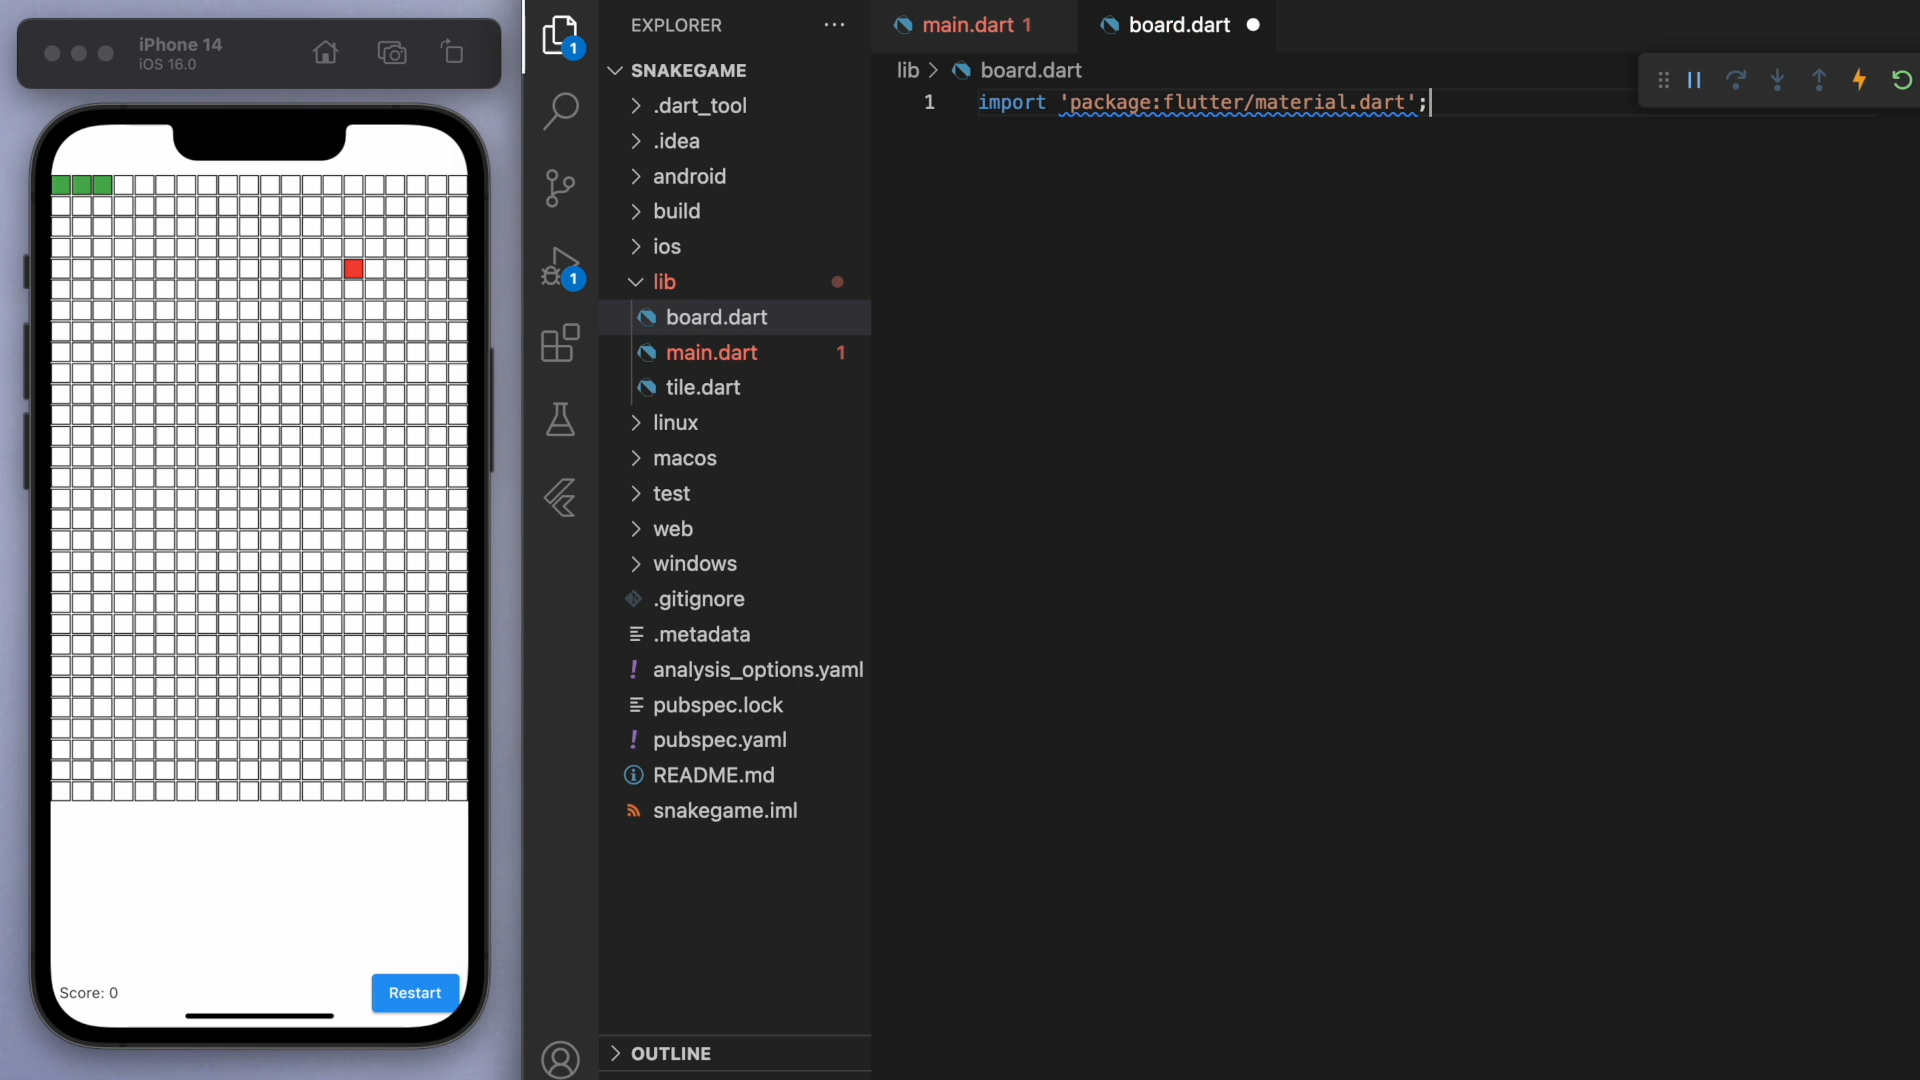 iPhone 14
iOS 16.0
Score: 0
Restart
1
1
EXPLORER
SNAKEGAME
.dart_tool
.idea
android
build
ios
lib
board.dart
main.dart 1
tile.dart
linux
macos
test
web
windows
.gitignore
.metadata
! analysis_options.yaml
pubspec.lock
! pubspec.yaml
README.md
snakegame.iml
OUTLINE
main.dart 1
board.dart
lib > board.dart
1 import 'package:flutter/material.dart';